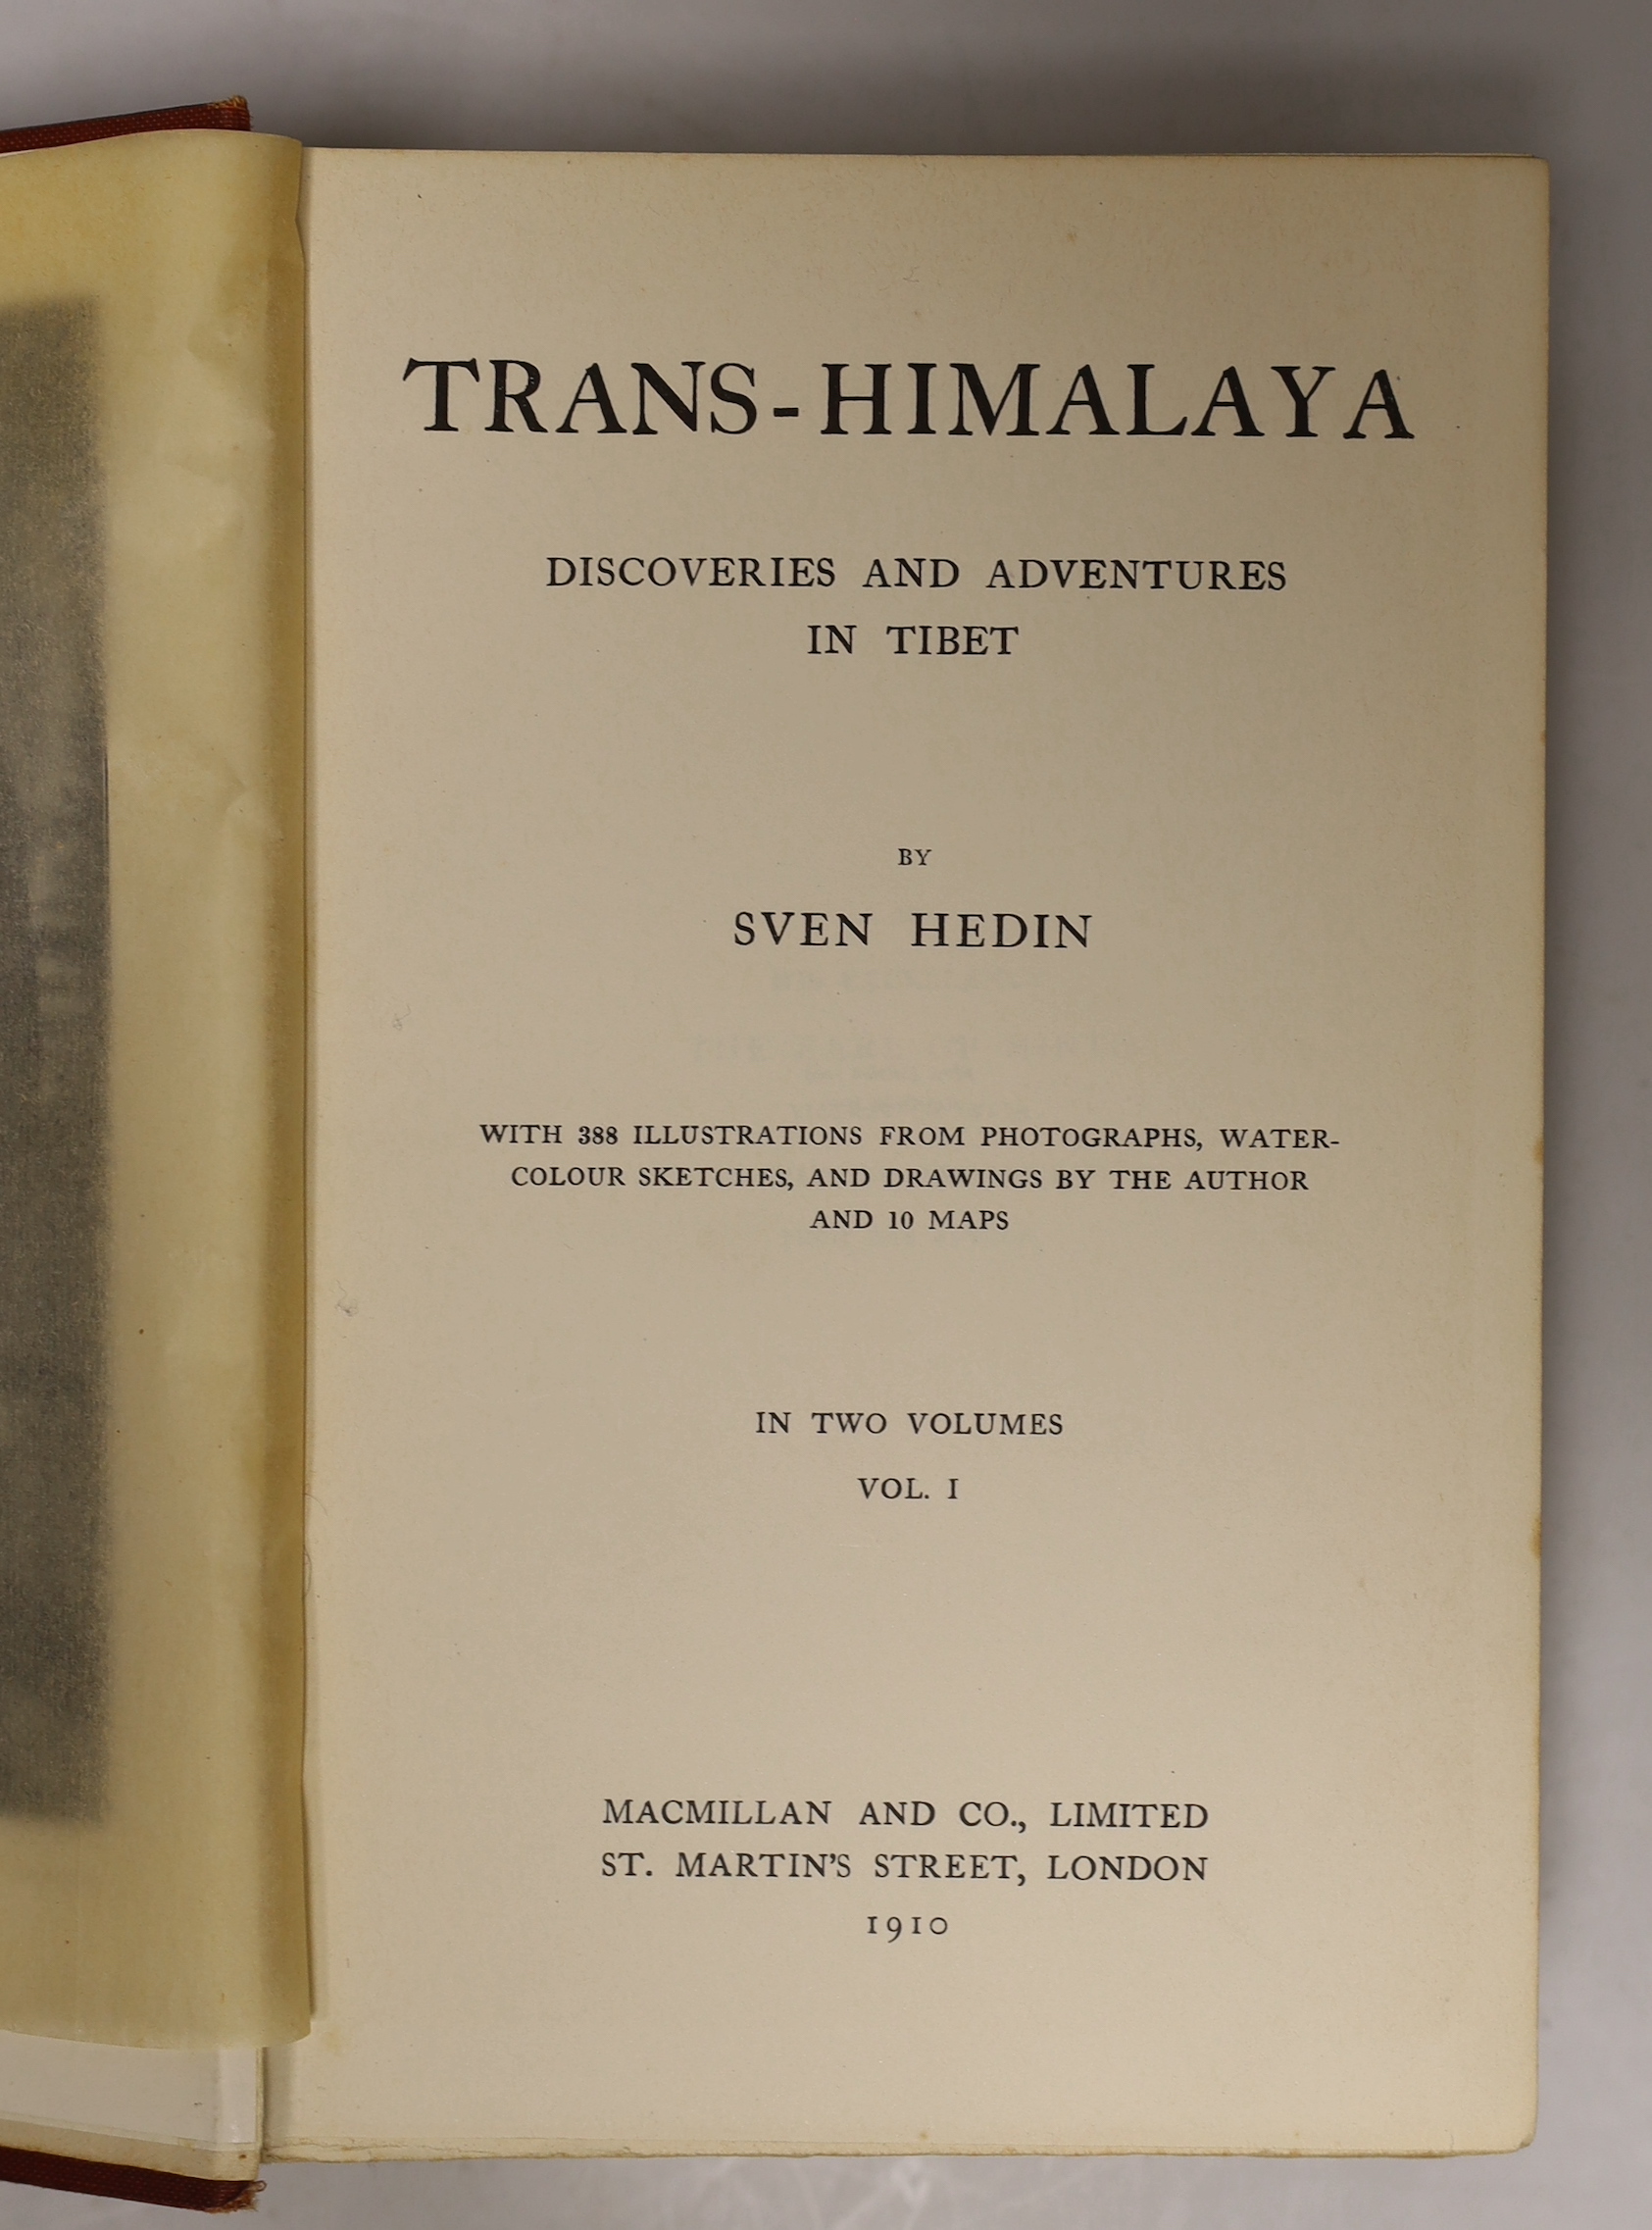 TRANS-HIMALAYA
DISCOVERIES AND ADVENTURES
IN TIBET
BY
SVEN HEDIN
WITH 388 ILLUSTRATIONS FROM PHOTOGRAPHS, WATER-
COLOUR SKETCHES, AND DRAWINGS BY THE AUTHOR
AND 10 MAPS
IN TWO VOLUMES
VOL. I
MACMILLAN AND CO., LIMITED
ST. MARTIN'S STREET, LONDON
1910